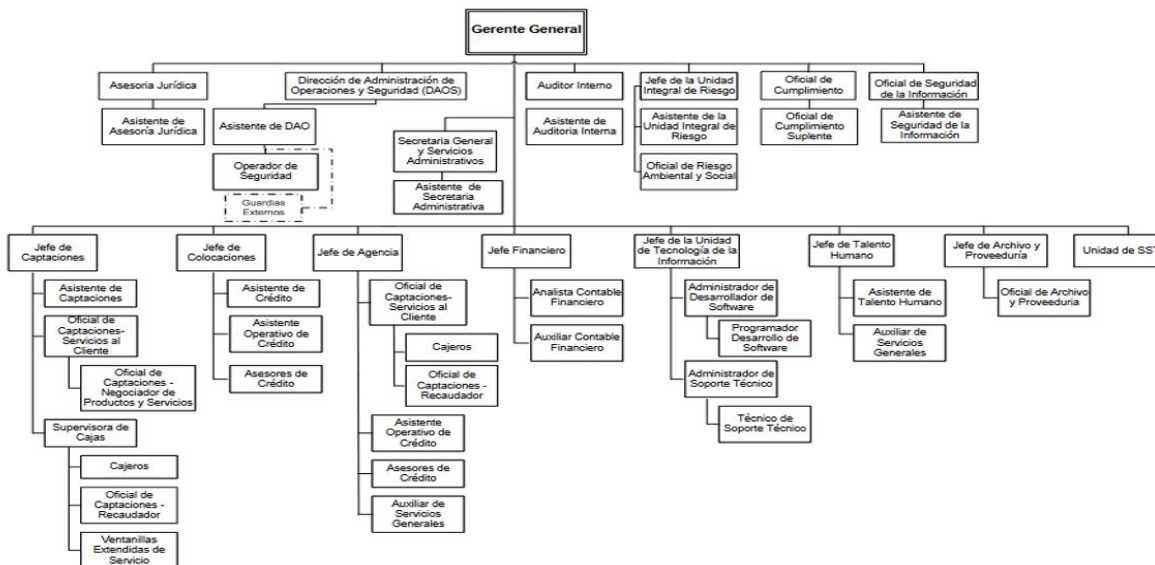 Gerente General
Asesoria Jurídica
Asistente de
Asesoría Jurídica
Dirección de Administración de
Operaciones y Seguridad (DAOS)
Asistente de DAO
Operador de
Seguridad
Guardias
Externos
Secretaria General
y Servicios
Administrativos
Asistente de
Secretaria
Administrativa
Auditor Interno
Asistente de
Auditoria Interna
Jefe de la Unidad
Integral de Riesgo
Asistente de la
Unidad Integral de
Riesgo
Oficial de Riesgo
Ambiental y Social
Oficial de
Cumplimiento
Oficial de
Cumplimiento
Suplente
Oficial de Seguridad
de la Información
Asistente de
Seguridad de la
Información
Jefe de
Captaciones
Asistente de
Captaciones
Oficial de
Captaciones-
Servicios al
Cliente
Oficial de
Captaciones -
Negociador de
Productos y Servicios
Supervisora de
Cajas
Cajeros
Oficial de
Captaciones -
Recaudador
Ventanillas
Extendidas de
Servicio
Jefe de
Colocaciones
Asistente de
Crédito
Asistente
Operativo de
Crédito
Asesores de
Crédito
Jefe de Agencia
Oficial de
Captaciones-
Servicios al
Cliente
Cajeros
Oficial de
Captaciones -
Recaudador
Asistente
Operativo de
Crédito
Asesores de
Crédito
Auxiliar de
Servicios
Generales
Jefe Financiero
Analista Contable
Financiero
Auxiliar Contable
Financiero
Jefe de la Unidad
de Tecnología de la
Información
Administrador de
Desarrollador de
Software
Programador
Desarrollo de
Software
Administrador de
Soporte Técnico
Técnico de
Soporte Técnico
Jefe de Talento
Humano
Asistente de
Talento Humano
Auxiliar de
Servicios
Generales
Jefe de Archivo y
Proveeduría
Oficial de Archivo
y Proveeduria
Unidad de SST